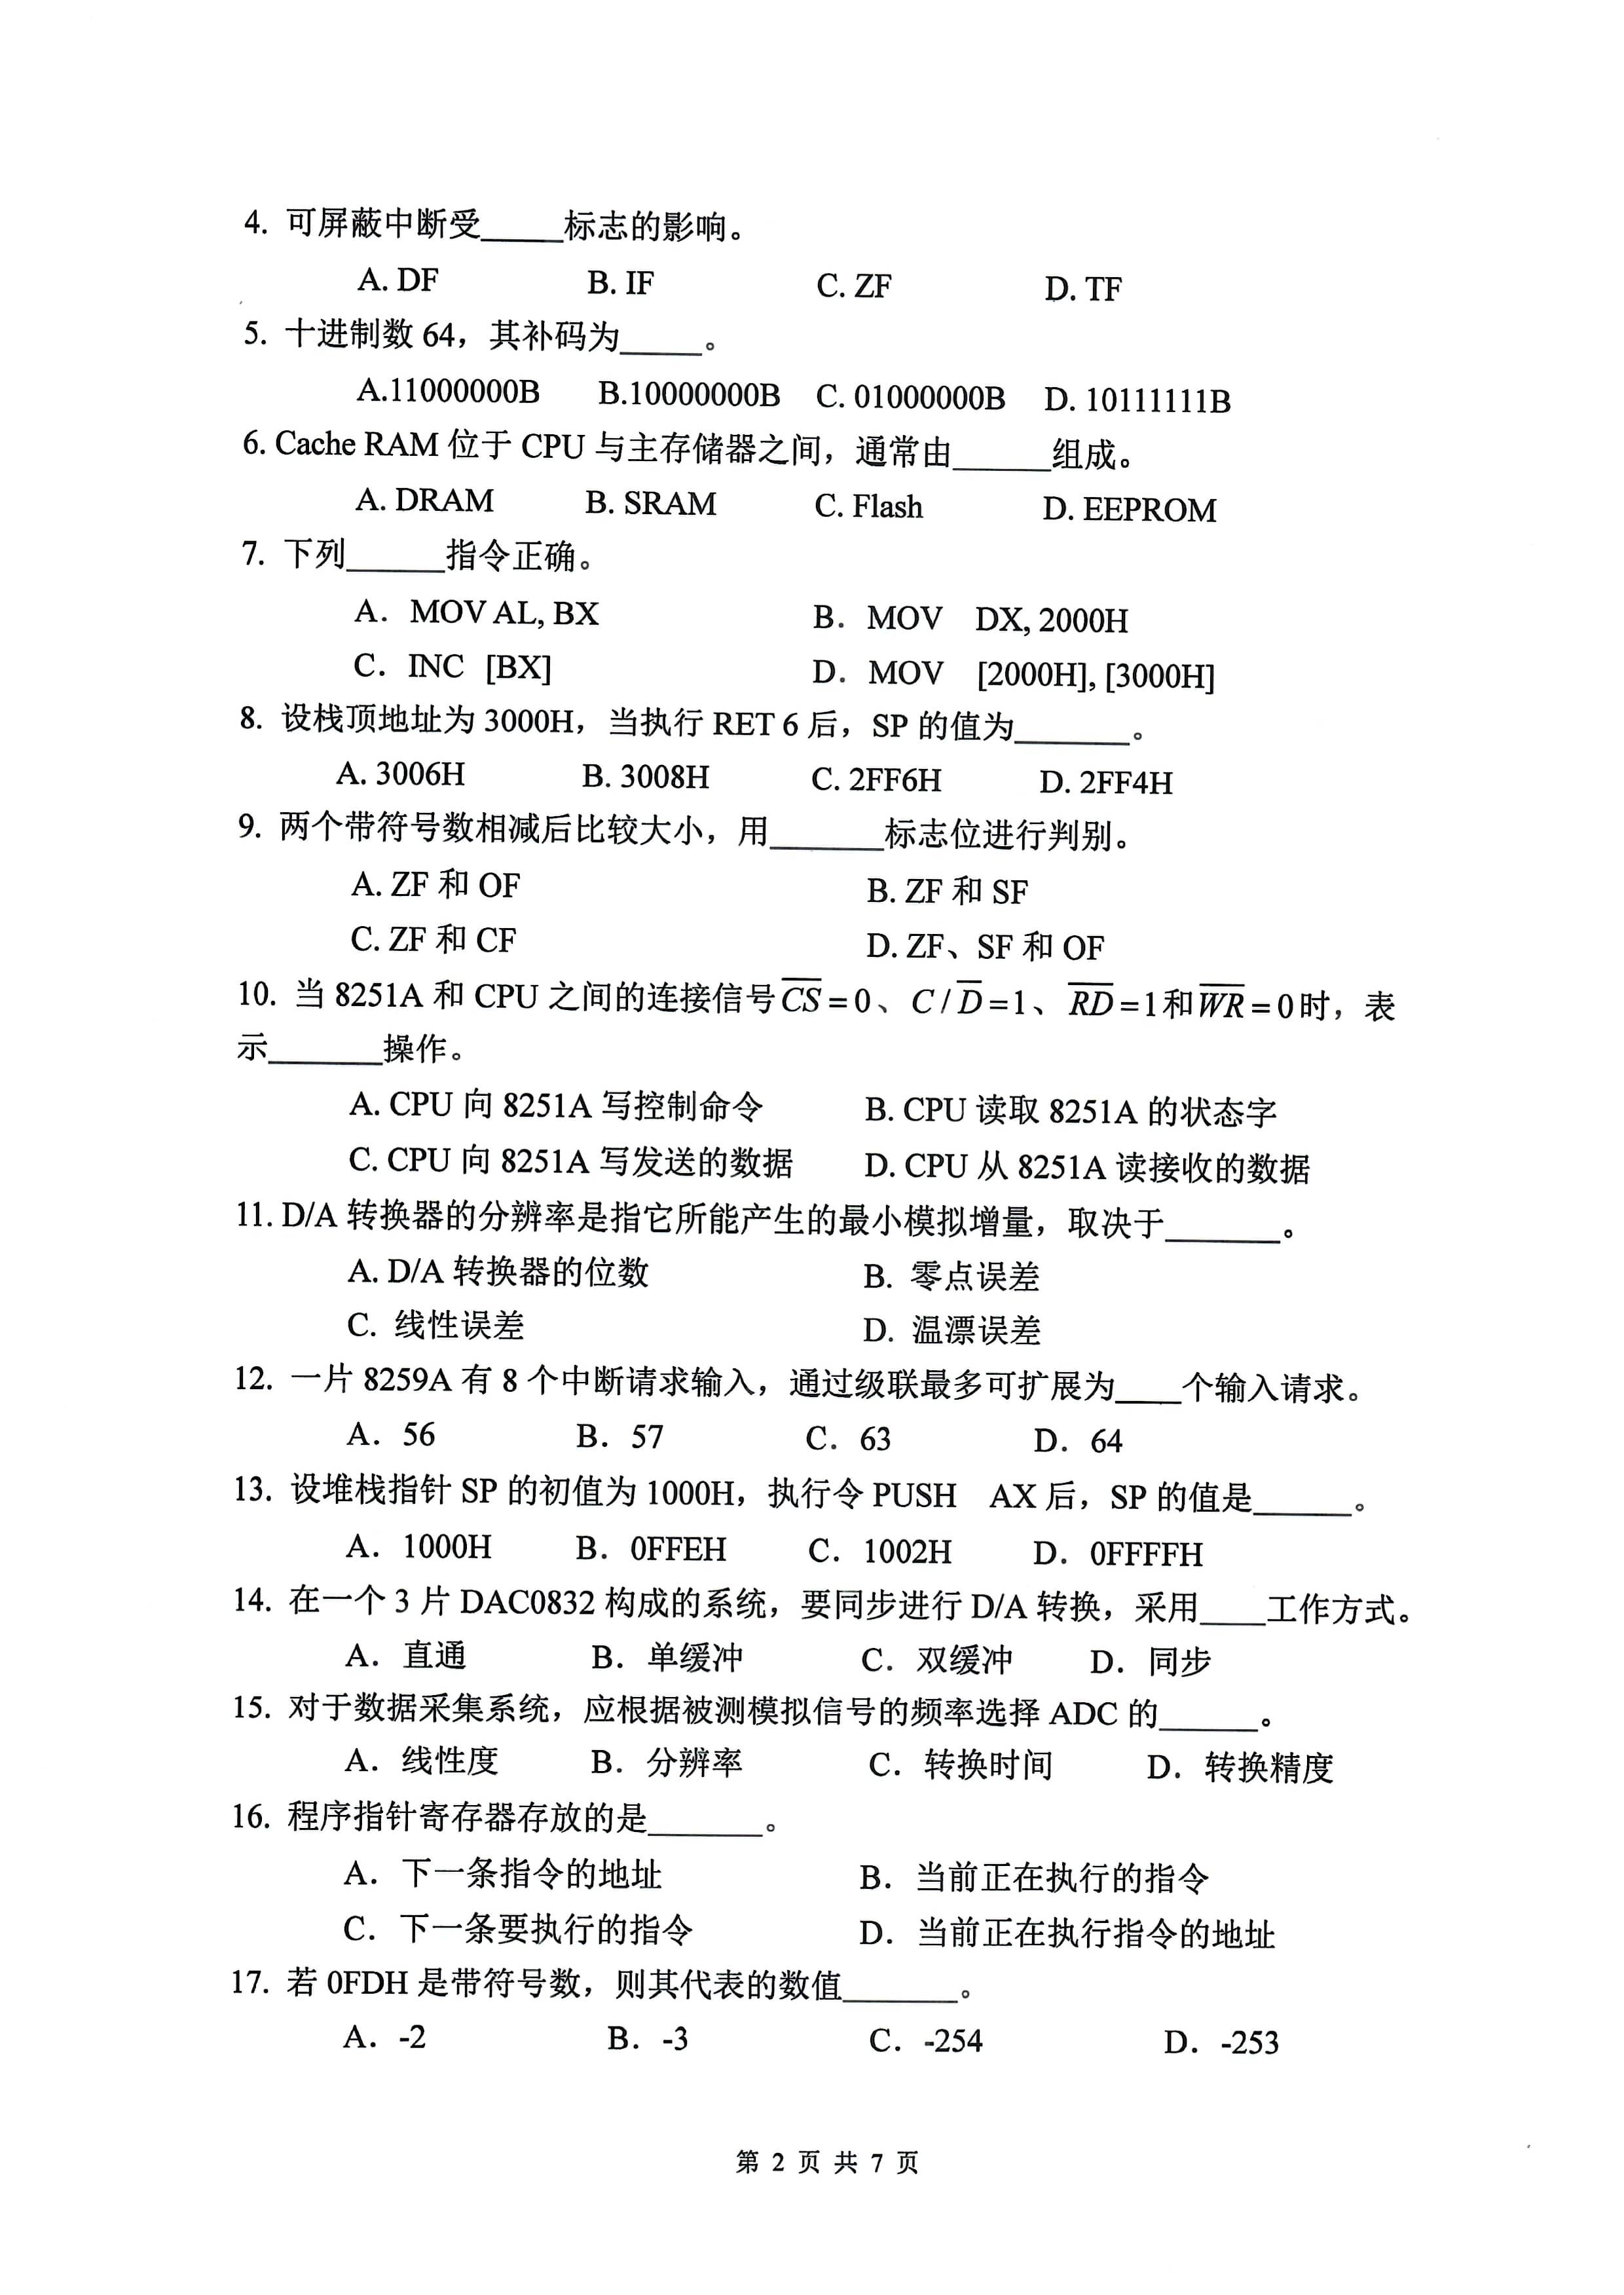 4. 可屏蔽中断受_____标志的影响。
A. DF B. IF C. ZF D. TF
5. 十进制数 64，其补码为_____。
A.11000000B B.10000000B C. 01000000B D. 10111111B
6. Cache RAM 位于 CPU 与主存储器之间，通常由______组成。
A. DRAM B. SRAM C. Flash D. EEPROM
7. 下列______指令正确。
A. MOV AL, BX B. MOV DX, 2000H
C. INC [BX] D. MOV [2000H], [3000H]
8. 设栈顶地址为 3000H，当执行 RET 6 后，SP 的值为_______。
A. 3006H B. 3008H C. 2FF6H D. 2FF4H
9. 两个带符号数相减后比较大小，用_______标志位进行判别。
A. ZF 和 OF B. ZF 和 SF
C. ZF 和 CF D. ZF、SF 和 OF
10. 当 8251A 和 CPU 之间的连接信号 C̅S̅ = 0、C / D̅ = 1、R̅D̅ = 1和 W̅R̅ = 0时，表
示_______操作。
A. CPU 向 8251A 写控制命令 B. CPU 读取 8251A 的状态字
C. CPU 向 8251A 写发送的数据 D. CPU 从 8251A 读接收的数据
11. D/A 转换器的分辨率是指它所能产生的最小模拟增量，取决于_______。
A. D/A 转换器的位数 B. 零点误差
C. 线性误差 D. 温漂误差
12. 一片 8259A 有 8 个中断请求输入，通过级联最多可扩展为____个输入请求。
A. 56 B. 57 C. 63 D. 64
13. 设堆栈指针 SP 的初值为 1000H，执行令 PUSH AX 后，SP 的值是______。
A. 1000H B. 0FFEH C. 1002H D. 0FFFFH
14. 在一个 3 片 DAC0832 构成的系统，要同步进行 D/A 转换，采用____工作方式。
A. 直通 B. 单缓冲 C. 双缓冲 D. 同步
15. 对于数据采集系统，应根据被测模拟信号的频率选择 ADC 的______。
A. 线性度 B. 分辨率 C. 转换时间 D. 转换精度
16. 程序指针寄存器存放的是_______。
A. 下一条指令的地址 B. 当前正在执行的指令
C. 下一条要执行的指令 D. 当前正在执行指令的地址
17. 若 0FDH 是带符号数，则其代表的数值_______。
A. -2 B. -3 C. -254 D. -253
第 2 页 共 7 页